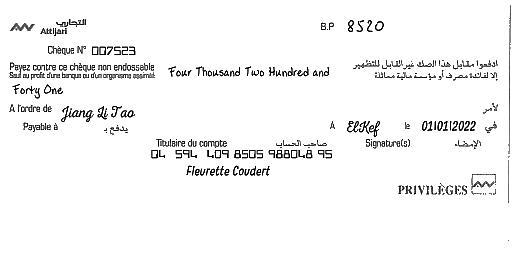 التجاري
Attijari
B.P 8520
Chèque N° 007523
Payez contre ce chèque non endossable
Sauf au profit d'une banque ou d'un organisme assimilé
Four Thousand Two Hundred and
ادفعوا مقابل هذا الصك غير القابل للتظهير
إلا لفائدة مصرف أو مؤسسة مالية مماثلة
Forty One
A l'ordre de Jiang Li Tao لأمر
Payable à يدفع بـ
A ElKef le 01/01/2022 في
Titulaire du compte صاحب الحساب Signature(s) الإمضاء
04 594 409 8505 988048 95
Fleurette Coudert
PRIVILÈGES